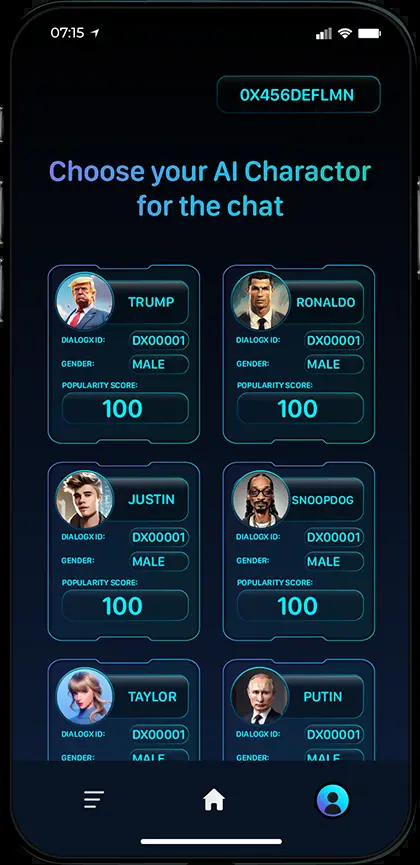 07:15
0X456DEFLMN
Choose your AI Charactor
for the chat
TRUMP
DIALOGX ID: DX00001
GENDER: MALE
POPULARITY SCORE:
100
RONALDO
DIALOGX ID: DX00001
GENDER: MALE
POPULARITY SCORE:
100
JUSTIN
DIALOGX ID: DX00001
GENDER: MALE
POPULARITY SCORE:
100
SNOOPDOG
DIALOGX ID: DX00001
GENDER: MALE
POPULARITY SCORE:
100
TAYLOR
DIALOGX ID: DX00001
GENDER: MALE
PUTIN
DIALOGX ID: DX00001
GENDER: MALE